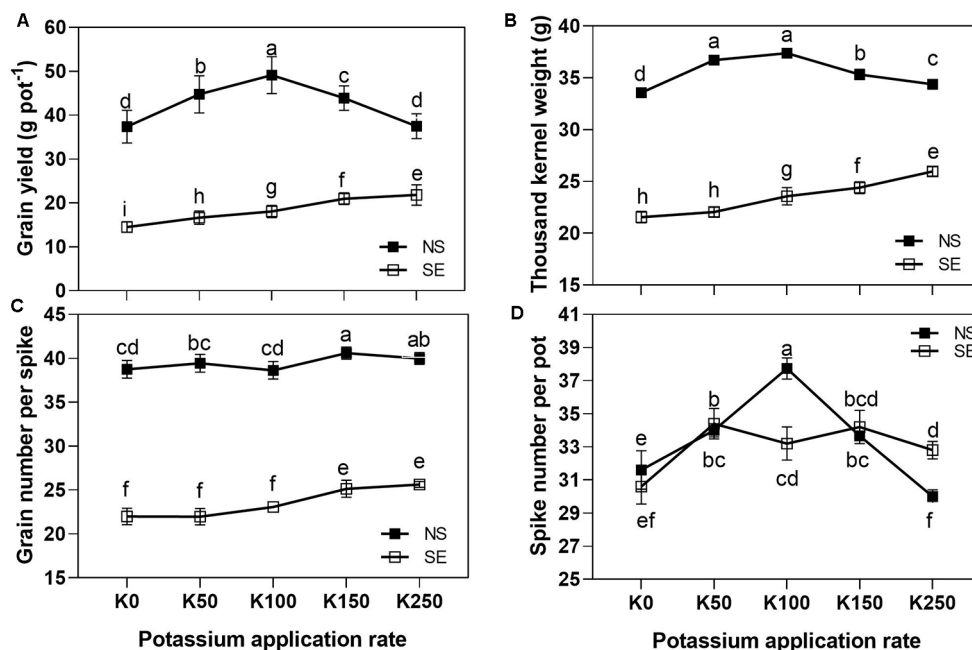 A
Grain yield (g pot-1)
60
50
40
30
20
10
0
d
b
a
c
d
i
h
g
f
e
NS
SE
B
Thousand kernel weight (g)
40
35
30
25
20
15
d
a
a
b
c
h
h
g
f
e
NS
SE
C
Grain number per spike
45
40
35
30
25
20
15
cd
bc
cd
a
ab
f
f
f
e
e
NS
SE
K0 K50 K100 K150 K250
Potassium application rate
D
Spike number per pot
41
39
37
35
33
31
29
27
25
NS
SE
a
b
bcd
e
d
bc
cd
bc
ef
f
K0 K50 K100 K150 K250
Potassium application rate